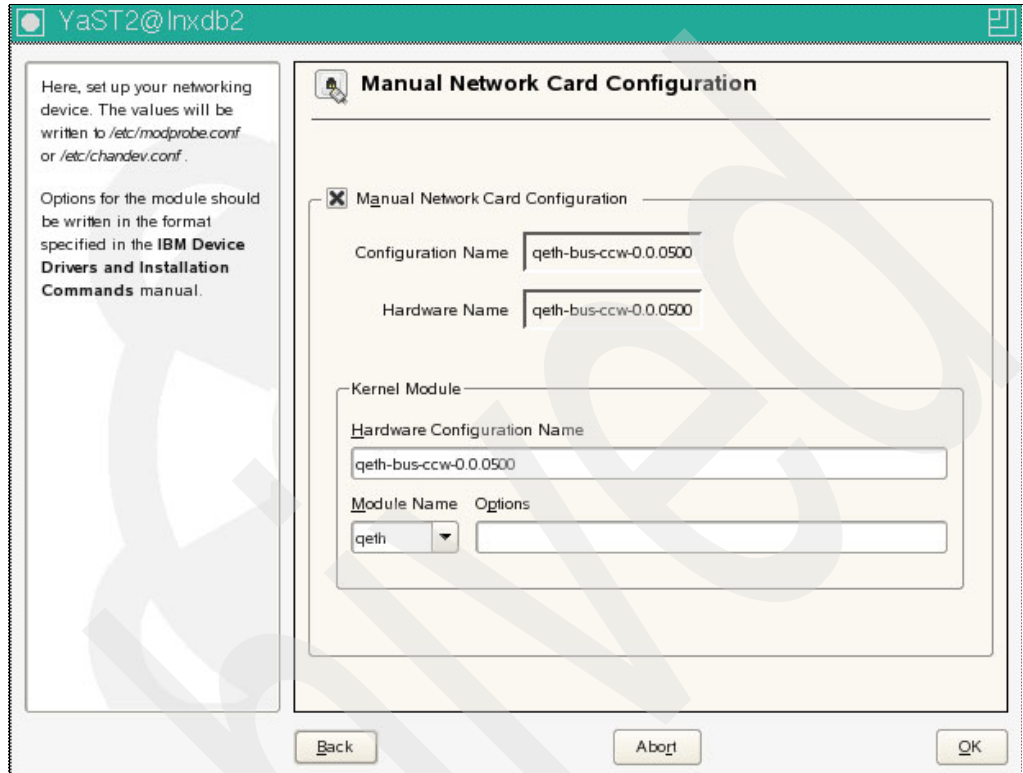 YaST2@lnxdb2
Here, set up your networking
device. The values will be
written to /etc/modprobe.conf
or /etc/chandev.conf .
Options for the module should
be written in the format
specified in the IBM Device
Drivers and Installation
Commands manual.
Manual Network Card Configuration
Manual Network Card Configuration
Configuration Name qeth-bus-ccw-0.0.0500
Hardware Name qeth-bus-ccw-0.0.0500
Kernel Module
Hardware Configuration Name
qeth-bus-ccw-0.0.0500
Module Name Options
qeth
Back Abort OK